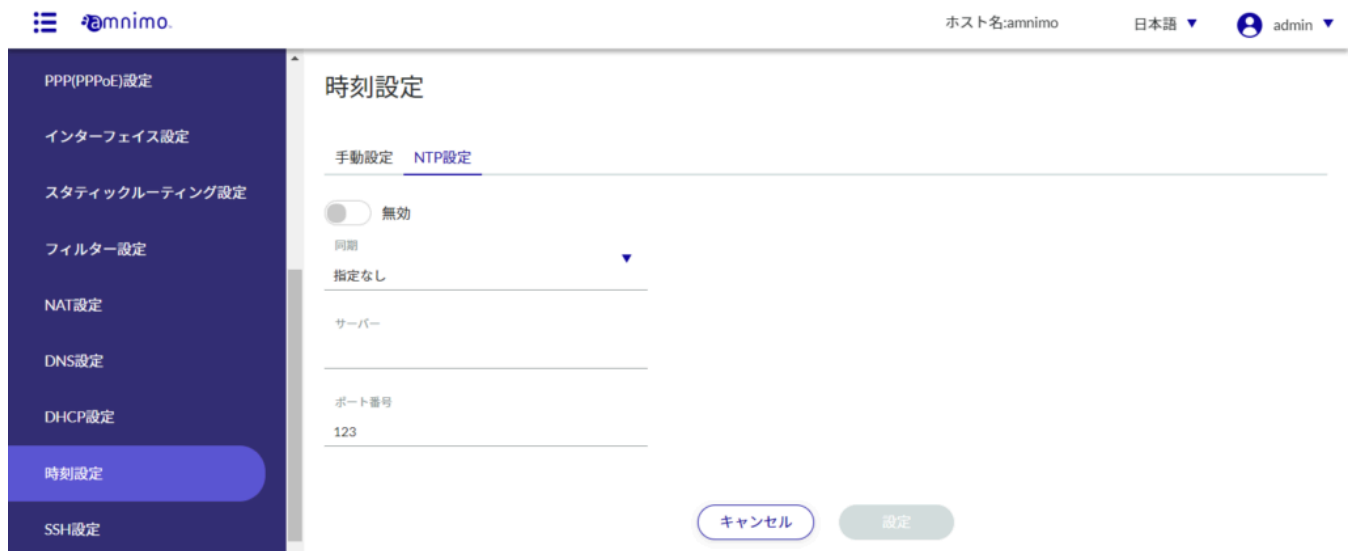 amnimo.
ホスト名:amnimo
日本語 ▼
admin ▼
PPP(PPPoE)設定
インターフェイス設定
スタティックルーティング設定
フィルター設定
NAT設定
DNS設定
DHCP設定
時刻設定
SSH設定
時刻設定
手動設定 NTP設定
無効
同期
指定なし ▼
サーバー
ポート番号
123
キャンセル 設定